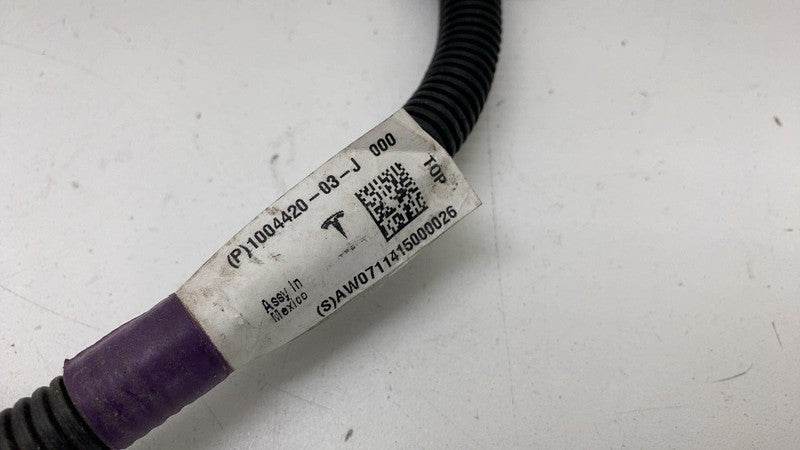 (P)1004420-03-J 000
TOP
Assy in
Mexico
(S)AW0711415000026